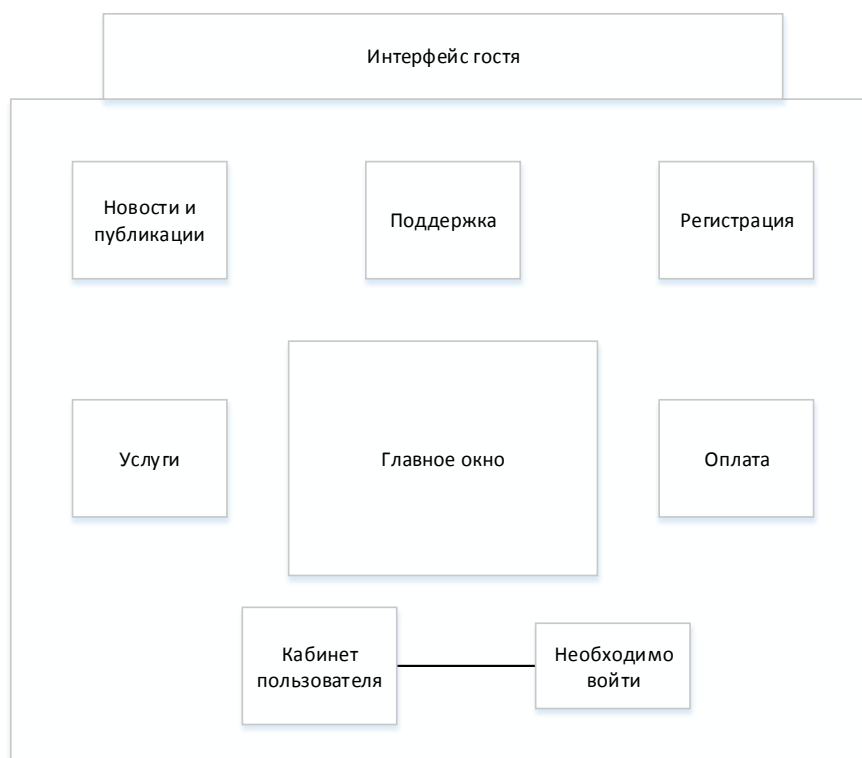 Интерфейс гостя
Новости и
публикации
Поддержка
Регистрация
Услуги
Главное окно
Оплата
Кабинет
пользователя
Необходимо
войти